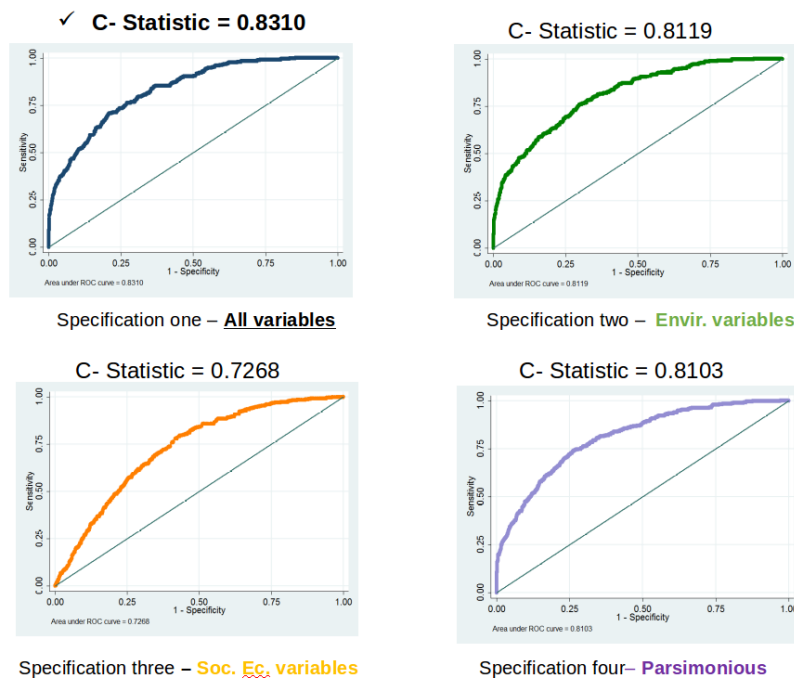 ✓ C- Statistic = 0.8310
1.00
0.75
0.50
0.25
0.00
Sensitivity
0.00 0.25 0.50 0.75 1.00
1 - Specificity
Area under ROC curve = 0.8310
Specification one – All variables
C- Statistic = 0.8119
1.00
0.75
0.50
0.25
0.00
Sensitivity
0.00 0.25 0.50 0.75 1.00
1 - Specificity
Area under ROC curve = 0.8119
Specification two – Envir. variables
C- Statistic = 0.7268
1.00
0.75
0.50
0.25
0.00
Sensitivity
0.00 0.25 0.50 0.75 1.00
1 - Specificity
Area under ROC curve = 0.7268
Specification three – Soc. Ec. variables
C- Statistic = 0.8103
1.00
0.75
0.50
0.25
0.00
Sensitivity
0.00 0.25 0.50 0.75 1.00
1 - Specificity
Area under ROC curve = 0.8103
Specification four– Parsimonious